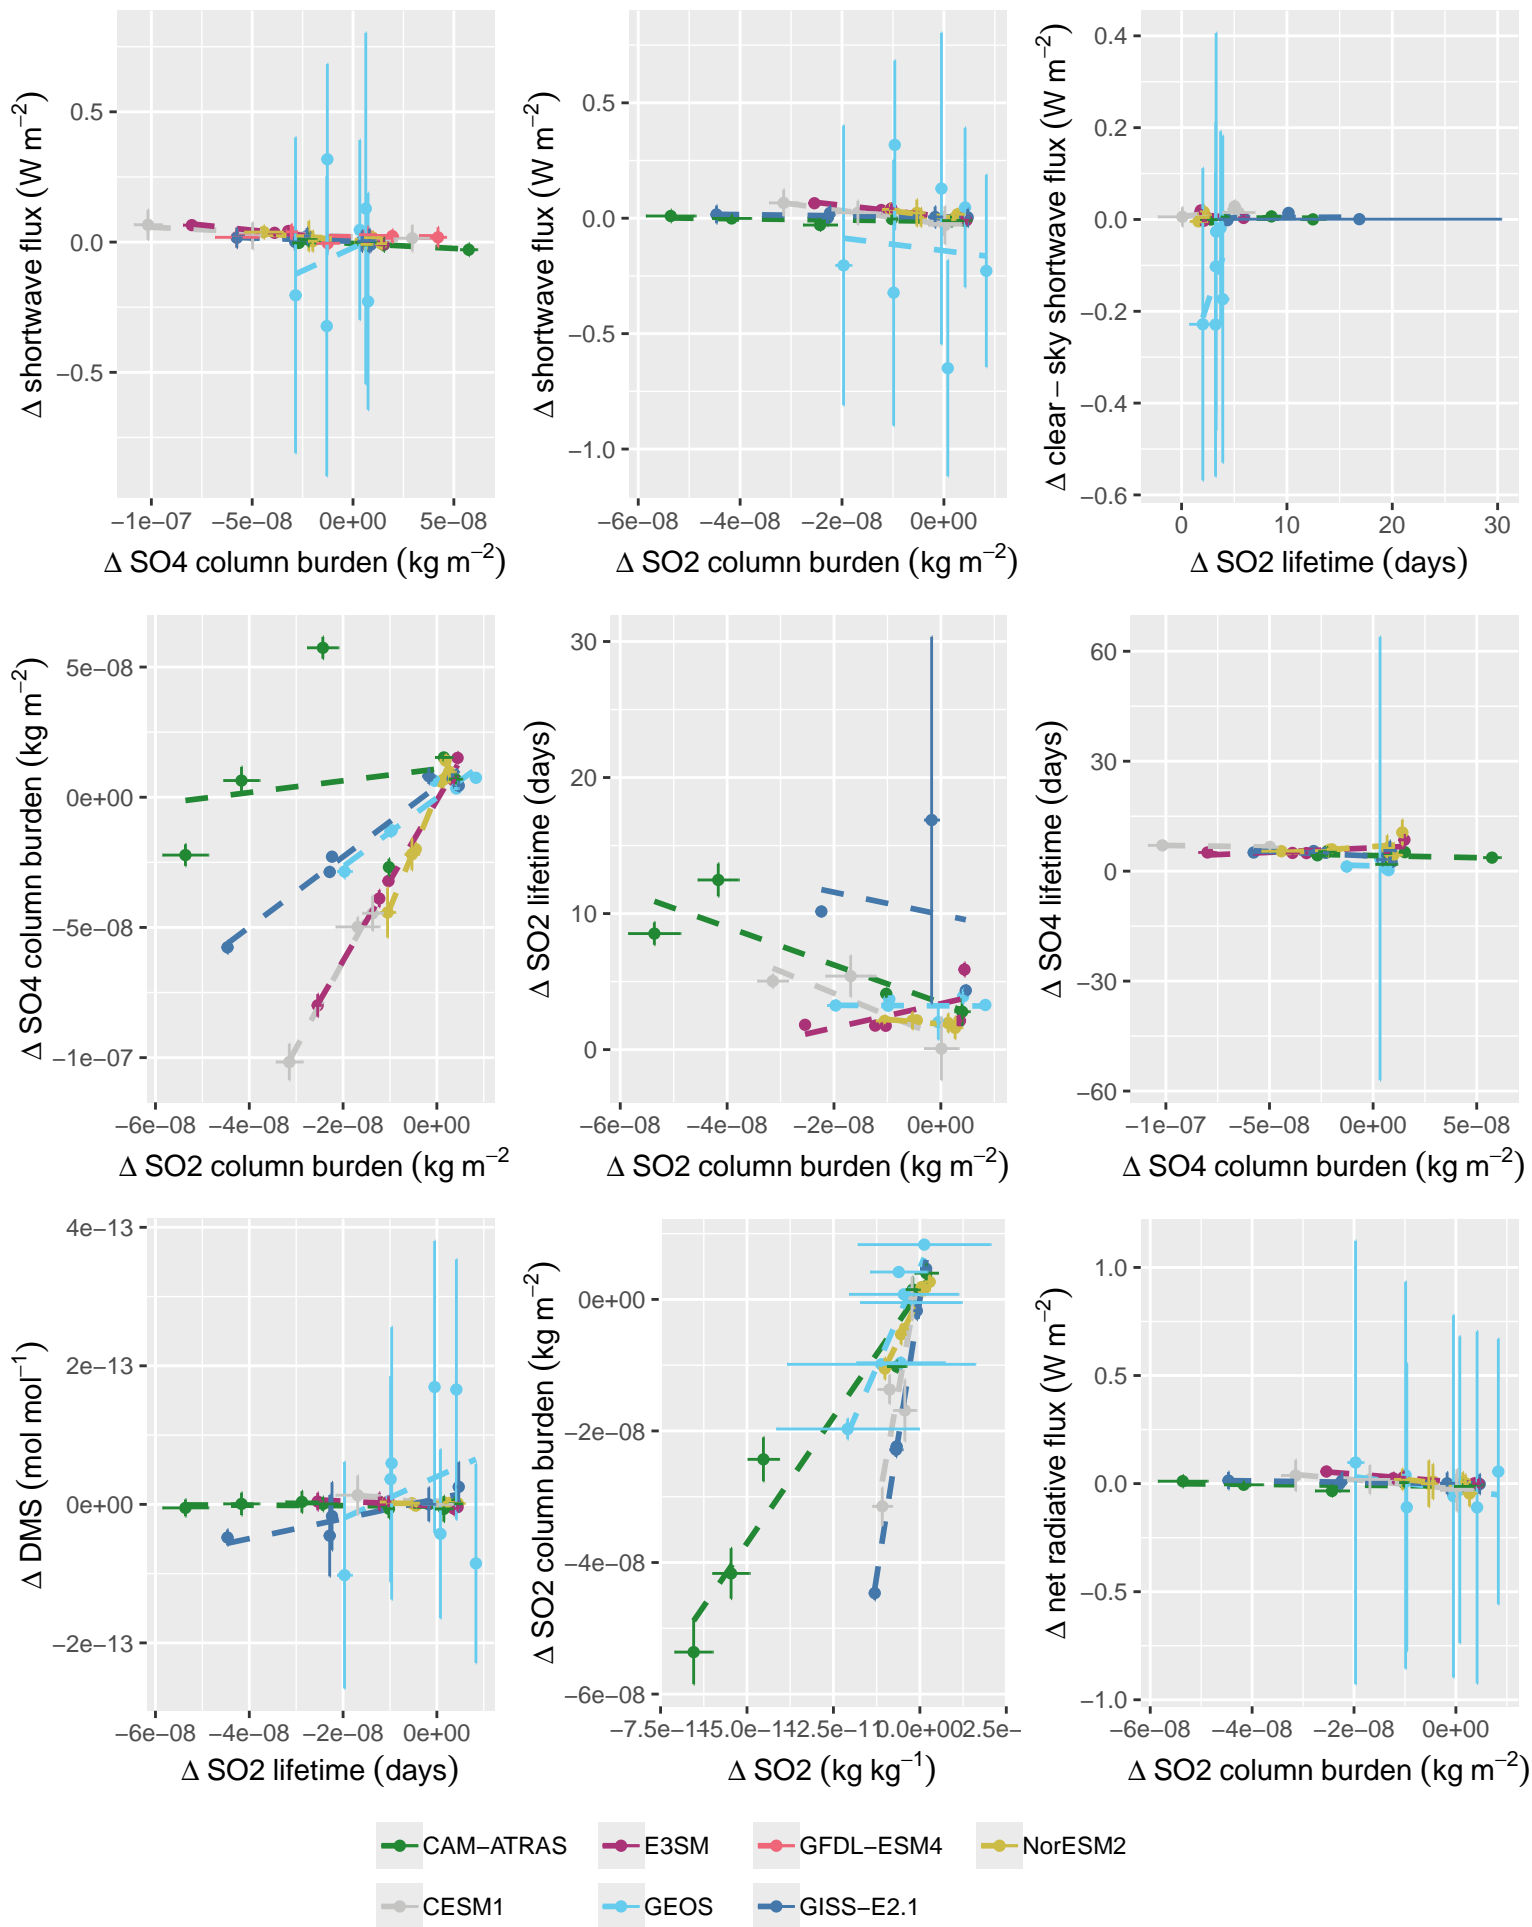 Δ shortwave flux (W m−2)
0.5
0.0
−0.5
−1e−07 −5e−08 0e+00 5e−08
Δ SO4 column burden (kg m−2)
Δ shortwave flux (W m−2)
0.5
0.0
−0.5
−1.0
−6e−08 −4e−08 −2e−08 0e+00
Δ SO2 column burden (kg m−2)
Δ clear − sky shortwave flux (W m−2)
0.4
0.2
0.0
−0.2
−0.4
−0.6
0 10 20 30
Δ SO2 lifetime (days)
Δ SO4 column burden (kg m−2)
5e−08
0e+00
−5e−08
−1e−07
−6e−08 −4e−08 −2e−08 0e+00
Δ SO2 column burden (kg m−2
Δ SO2 lifetime (days)
30
20
10
0
−6e−08 −4e−08 −2e−08 0e+00
Δ SO2 column burden (kg m−2)
Δ SO4 lifetime (days)
60
30
0
−30
−60
−1e−07 −5e−08 0e+00 5e−08
Δ SO4 column burden (kg m−2)
Δ DMS (mol mol−1)
4e−13
2e−13
0e+00
−2e−13
−6e−08 −4e−08 −2e−08 0e+00
Δ SO2 lifetime (days)
Δ SO2 column burden (kg m−2)
0e+00
−2e−08
−4e−08
−6e−08
Δ SO2 (kg kg−1)
Δ net radiative flux (W m−2)
1.0
0.5
0.0
−0.5
−1.0
−6e−08 −4e−08 −2e−08 0e+00
Δ SO2 column burden (kg m−2)
CAM−ATRAS E3SM GFDL−ESM4 NorESM2
CESM1 GEOS GISS−E2.1